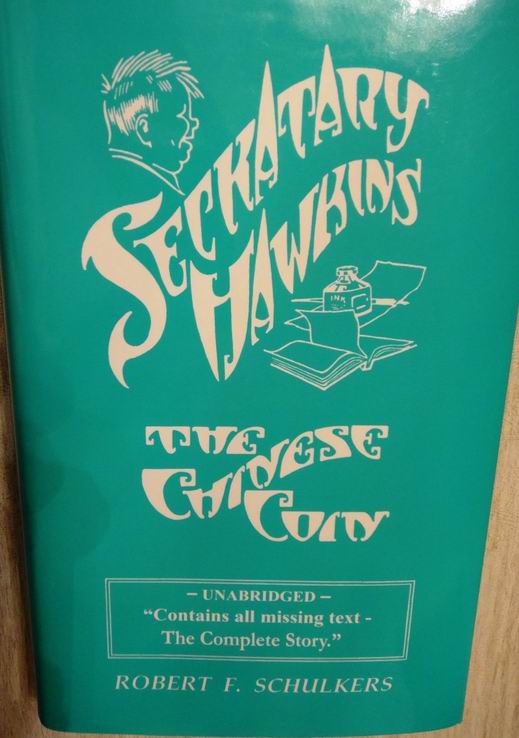 SECKATARY
HAWKINS
INK
THE
CHINESE
COIN
– UNABRIDGED –
“Contains all missing text -
The Complete Story.”
ROBERT F. SCHULKERS